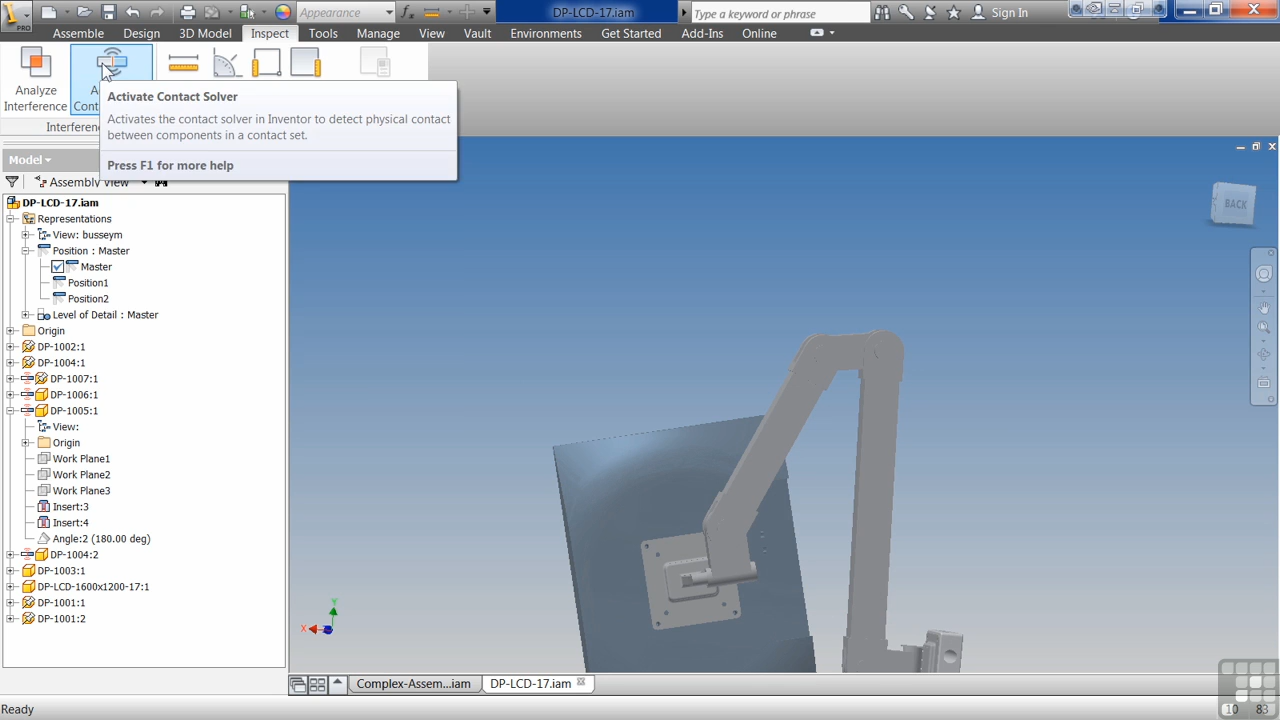 PRO
Appearance
DP-LCD-17.iam
Type a keyword or phrase
Sign In
Assemble
Design
3D Model
Inspect
Tools
Manage
View
Vault
Environments
Get Started
Add-Ins
Online
Analyze
Interference
Interferen
Activate Contact Solver
Activates the contact solver in Inventor to detect physical contact
between components in a contact set.
Press F1 for more help
Model
Assembly View
DP-LCD-17.iam
Representations
View: busseym
Position : Master
Master
Position1
Position2
Level of Detail : Master
Origin
DP-1002:1
DP-1004:1
DP-1007:1
DP-1006:1
DP-1005:1
View:
Origin
Work Plane1
Work Plane2
Work Plane3
Insert:3
Insert:4
Angle:2 (180.00 deg)
DP-1004:2
DP-1003:1
DP-LCD-1600x1200-17:1
DP-1001:1
DP-1001:2
BACK
Y
X
Complex-Assem...iam
DP-LCD-17.iam
Ready
10
83